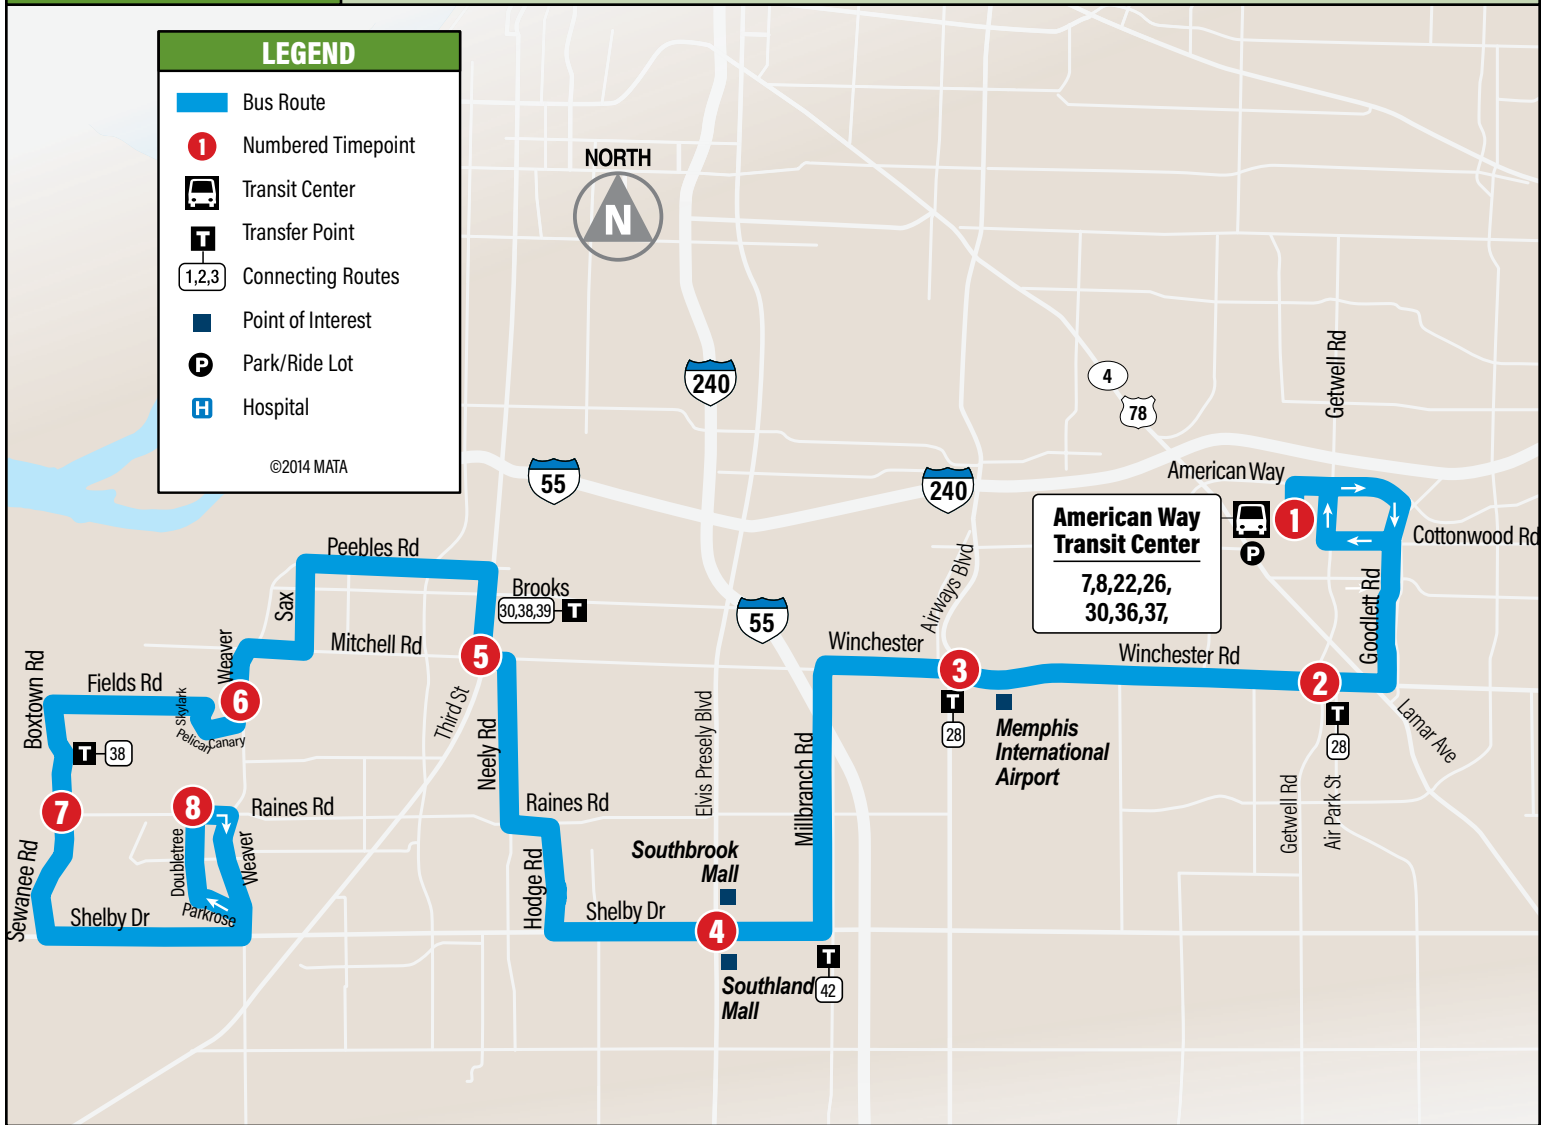 LEGEND
Bus Route
1
Numbered Timepoint
Transit Center
T
Transfer Point
1,2,3
Connecting Routes
Point of Interest
P
Park/Ride Lot
H
Hospital
©2014 MATA
NORTH
N
240
4
78
Getwell Rd
55
240
American Way
American Way
Transit Center
7,8,22,26,
30,36,37,
1
P
Cottonwood Rd
Peebles Rd
Brooks
30,38,39
T
Sax
Mitchell Rd
5
55
Airways Blvd
Goodlett Rd
Winchester
3
Winchester Rd
2
Weaver
Boxtown Rd
Fields Rd
Skylark
Pelican
Canary
6
Third St
Neely Rd
Elvis Presely Blvd
Millbranch Rd
T
28
Memphis
International
Airport
T
28
Lamar Ave
T
38
7
8
Raines Rd
Raines Rd
Getwell Rd
Air Park St
Doubletree
Weaver
Parkrose
Sewanee Rd
Shelby Dr
Hodge Rd
Shelby Dr
Southbrook
Mall
4
Southland
Mall
T
42